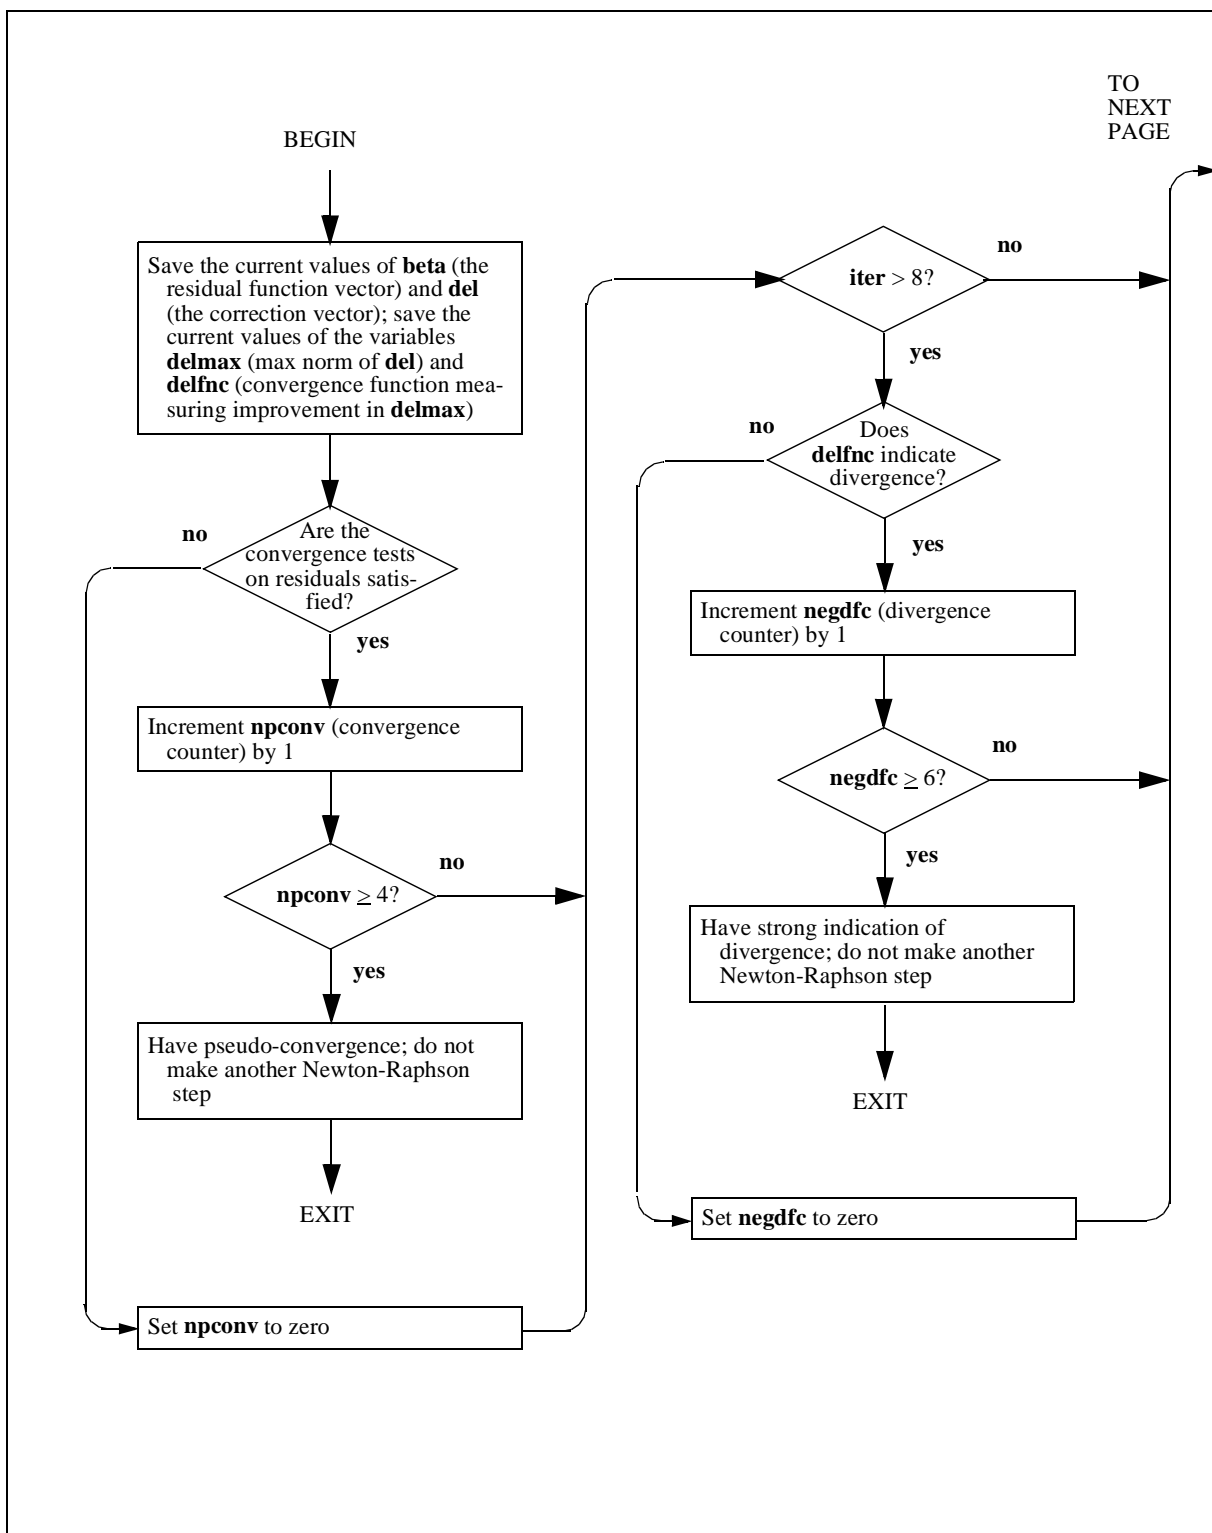 BEGIN
Save the current values of beta (the
residual function vector) and del
(the correction vector); save the
current values of the variables
delmax (max norm of del) and
delfnc (convergence function mea-
suring improvement in delmax)
no
Are the
convergence tests
on residuals satis-
fied?
yes
Increment npconv (convergence
counter) by 1
npconv ≥ 4?
no
yes
Have pseudo-convergence; do not
make another Newton-Raphson
step
EXIT
Set npconv to zero
TO
NEXT
PAGE
iter > 8?
no
yes
no
Does
delfnc indicate
divergence?
yes
Increment negdfc (divergence
counter) by 1
negdfc ≥ 6?
no
yes
Have strong indication of
divergence; do not make another
Newton-Raphson step
EXIT
Set negdfc to zero